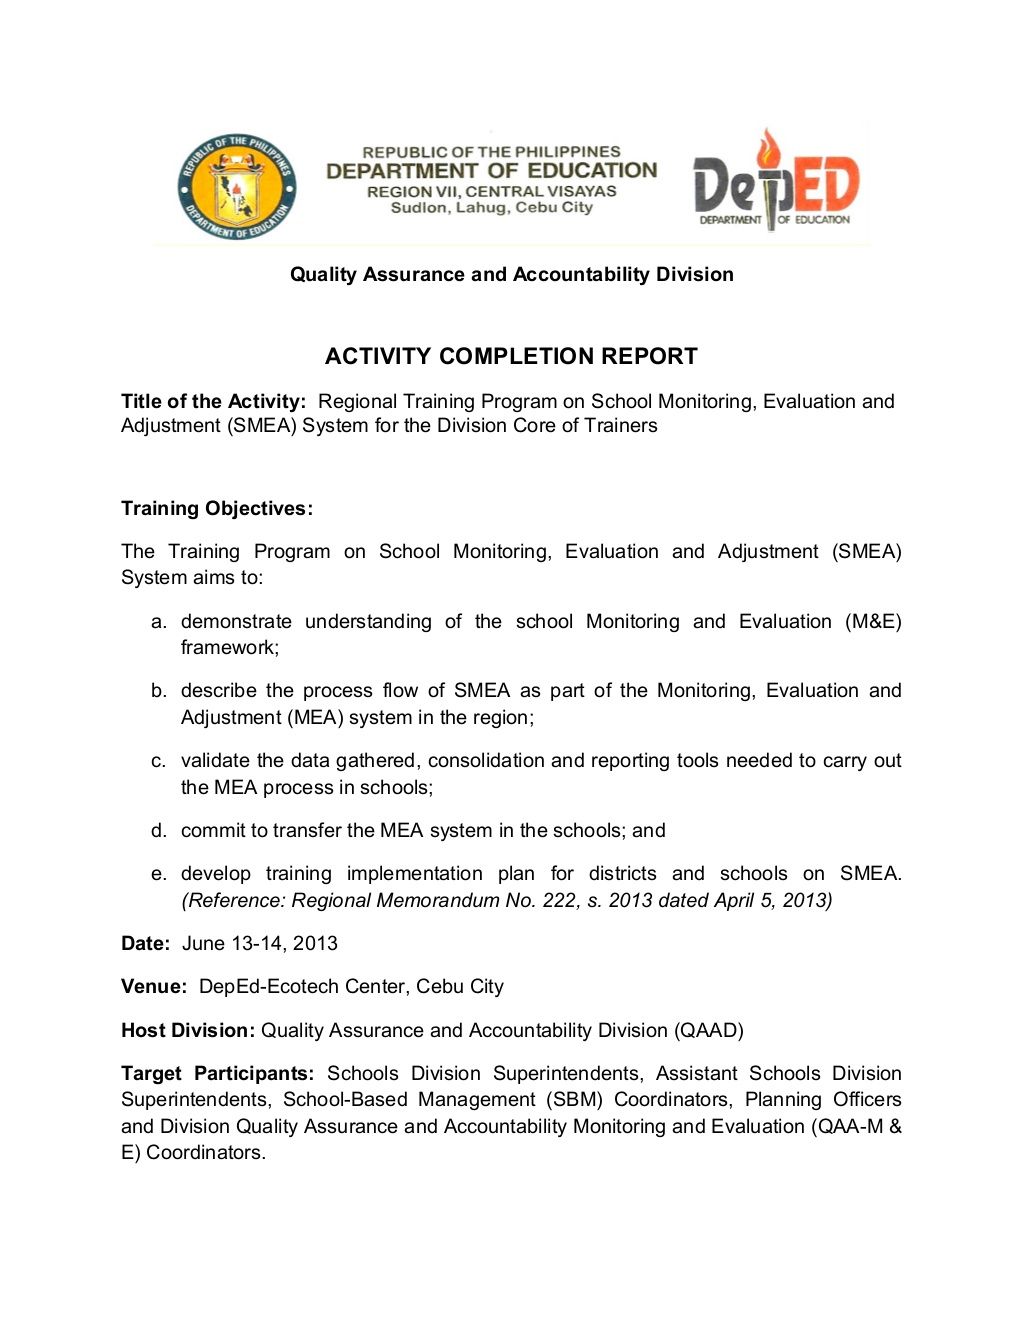 REPUBLIC OF THE PHILIPPINES
DEPARTMENT OF EDUCATION
REPUBLIC OF THE PHILIPPINES
DEPARTMENT OF EDUCATION
REGION VII, CENTRAL VISAYAS
Sudlon, Lahug, Cebu City
DepED
DEPARTMENT OF EDUCATION
Quality Assurance and Accountability Division
ACTIVITY COMPLETION REPORT
Title of the Activity: Regional Training Program on School Monitoring, Evaluation and
Adjustment (SMEA) System for the Division Core of Trainers
Training Objectives:
The Training Program on School Monitoring, Evaluation and Adjustment (SMEA)
System aims to:
a. demonstrate understanding of the school Monitoring and Evaluation (M&E)
framework;
b. describe the process flow of SMEA as part of the Monitoring, Evaluation and
Adjustment (MEA) system in the region;
c. validate the data gathered, consolidation and reporting tools needed to carry out
the MEA process in schools;
d. commit to transfer the MEA system in the schools; and
e. develop training implementation plan for districts and schools on SMEA.
(Reference: Regional Memorandum No. 222, s. 2013 dated April 5, 2013)
Date: June 13-14, 2013
Venue: DepEd-Ecotech Center, Cebu City
Host Division: Quality Assurance and Accountability Division (QAAD)
Target Participants: Schools Division Superintendents, Assistant Schools Division
Superintendents, School-Based Management (SBM) Coordinators, Planning Officers
and Division Quality Assurance and Accountability Monitoring and Evaluation (QAA-M &
E) Coordinators.